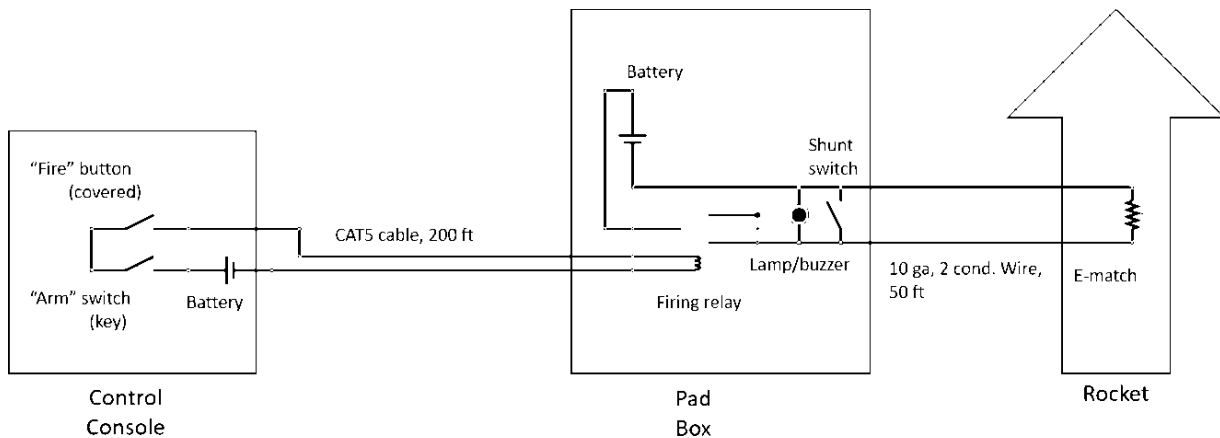 “Fire” button
(covered)
“Arm” switch
(key)
Battery
Control
Console
CAT5 cable, 200 ft
Battery
Shunt
switch
Lamp/buzzer
Firing relay
Pad
Box
10 ga, 2 cond. Wire,
50 ft
E-match
Rocket